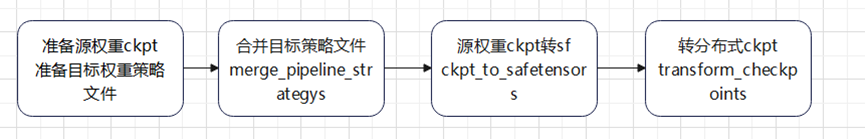 准备源权重ckpt
准备目标权重策略
文件
合并目标策略文件
merge_pipeline_str
ategys
源权重ckpt转sf
ckpt_to_safetensor
s
转分布式ckpt
transform_checkp
oints